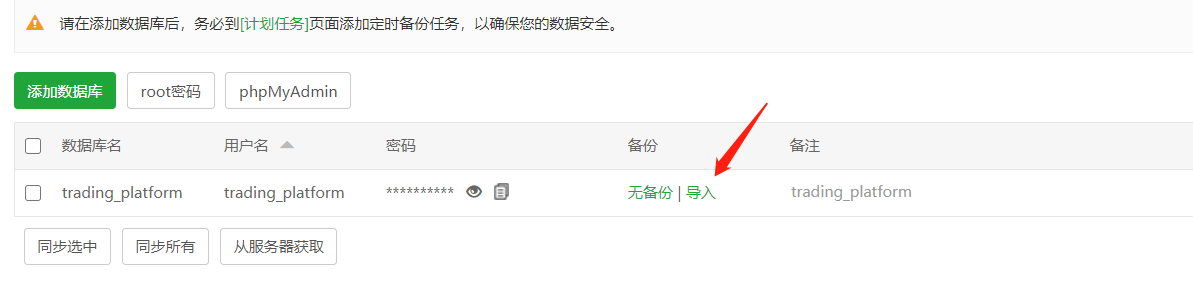 请在添加数据库后，务必到[计划任务]页面添加定时备份任务，以确保您的数据安全。
添加数据库 root密码 phpMyAdmin
数据库名 用户名 密码 备份 备注
trading_platform trading_platform ********** 无备份 | 导入 trading_platform
同步选中 同步所有 从服务器获取